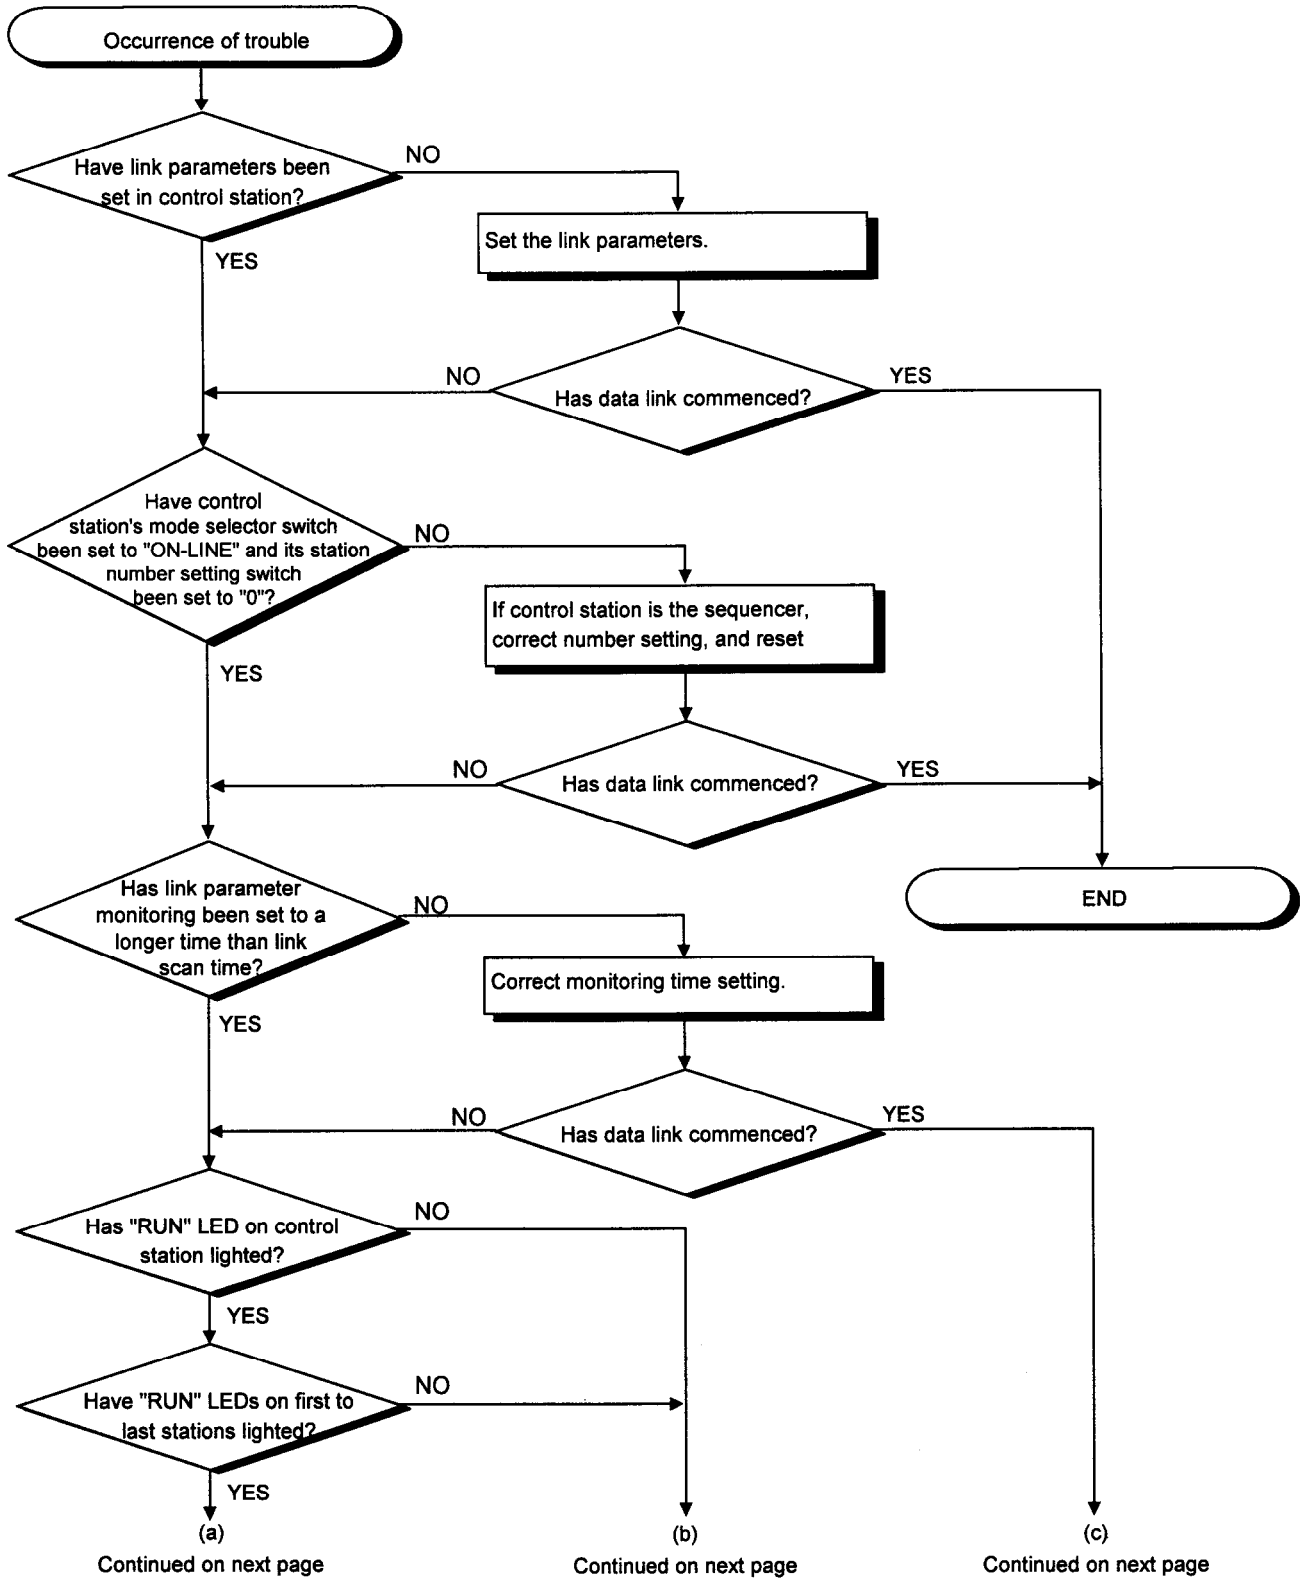 Occurrence of trouble
Have link parameters been
set in control station?
NO
YES
Set the link parameters.
Has data link commenced?
NO
YES
Have control
station's mode selector switch
been set to "ON-LINE" and its station
number setting switch
been set to "0"?
NO
YES
If control station is the sequencer,
correct number setting, and reset
Has data link commenced?
NO
YES
END
Has link parameter
monitoring been set to a
longer time than link
scan time?
NO
YES
Correct monitoring time setting.
Has data link commenced?
NO
YES
Has "RUN" LED on control
station lighted?
NO
YES
Have "RUN" LEDs on first to
last stations lighted?
NO
YES
(a)
Continued on next page
(b)
Continued on next page
(c)
Continued on next page